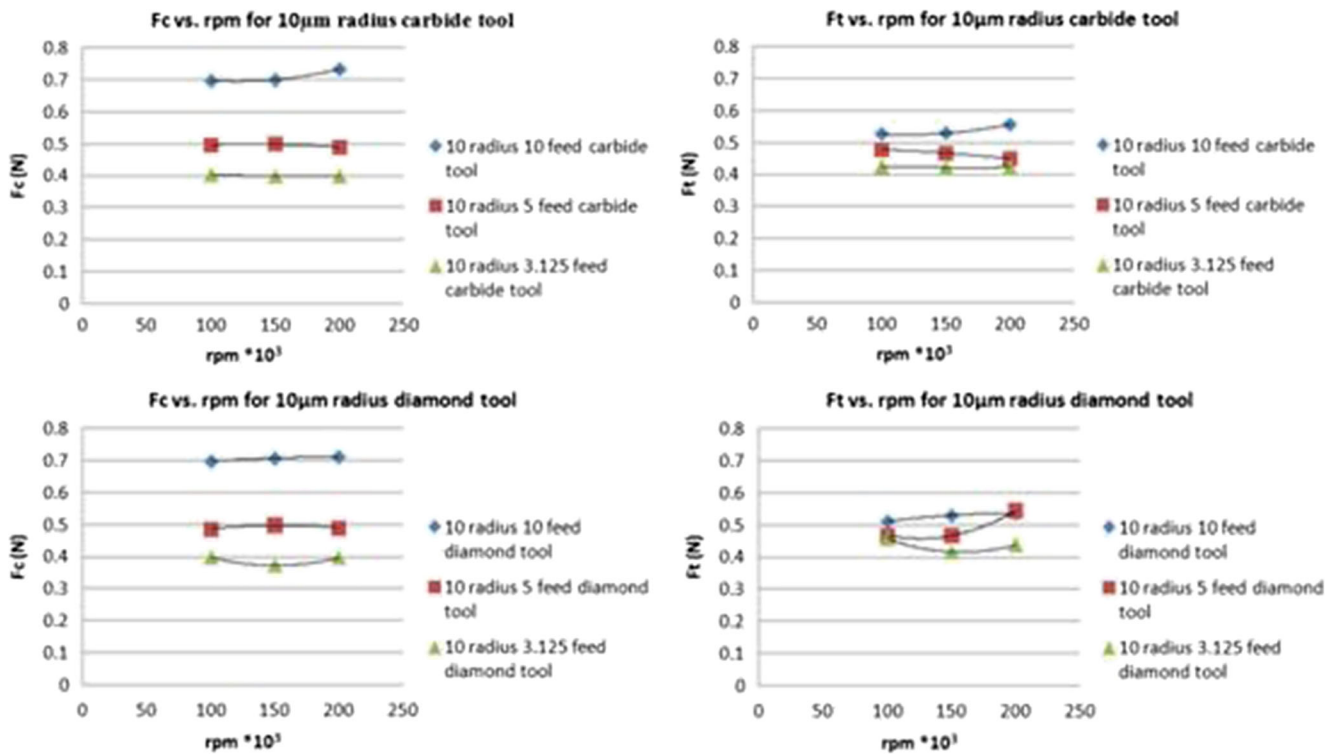 Fc vs. rpm for 10µm radius carbide tool
0.8
0.7
0.6
0.5
0.4
0.3
0.2
0.1
0
Fc (N)
0 50 100 150 200 250
rpm *10³
10 radius 10 feed carbide
tool
10 radius 5 feed carbide
tool
10 radius 3.125 feed
carbide tool
Ft vs. rpm for 10µm radius carbide tool
0.8
0.7
0.6
0.5
0.4
0.3
0.2
0.1
0
Ft (N)
0 50 100 150 200 250
rpm *10³
10 radius 10 feed carbide
tool
10 radius 5 feed carbide
tool
10 radius 3.125 feed
carbide tool
Fc vs. rpm for 10µm radius diamond tool
0.8
0.7
0.6
0.5
0.4
0.3
0.2
0.1
0
Fc (N)
0 50 100 150 200 250
rpm *10³
10 radius 10 feed
diamond tool
10 radius 5 feed diamond
tool
10 radius 3.125 feed
diamond tool
Ft vs. rpm for 10µm radius diamond tool
0.8
0.7
0.6
0.5
0.4
0.3
0.2
0.1
0
Ft (N)
0 50 100 150 200 250
rpm *10³
10 radius 10 feed
diamond tool
10 radius 5 feed diamond
tool
10 radius 3.125 feed
diamond tool